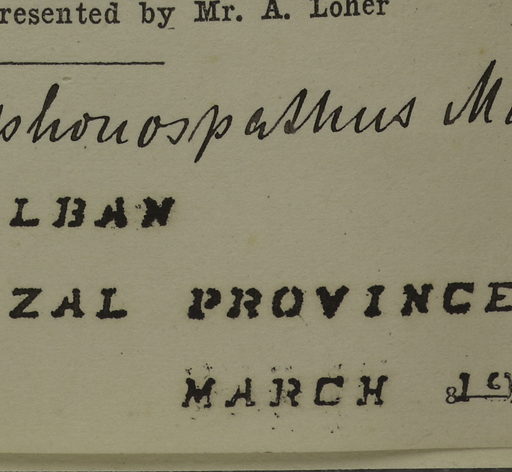 resented by Mr. A. Loher
shonospathus M
LBAN
ZAL PROVINCE
MARCH